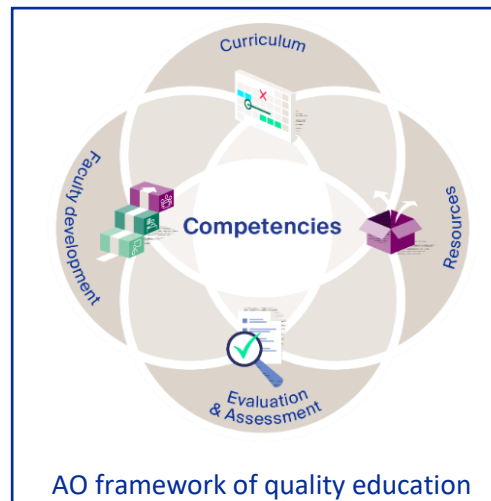 Curriculum
Faculty development
Competencies
Resources
Evaluation
& Assessment
AO framework of quality education